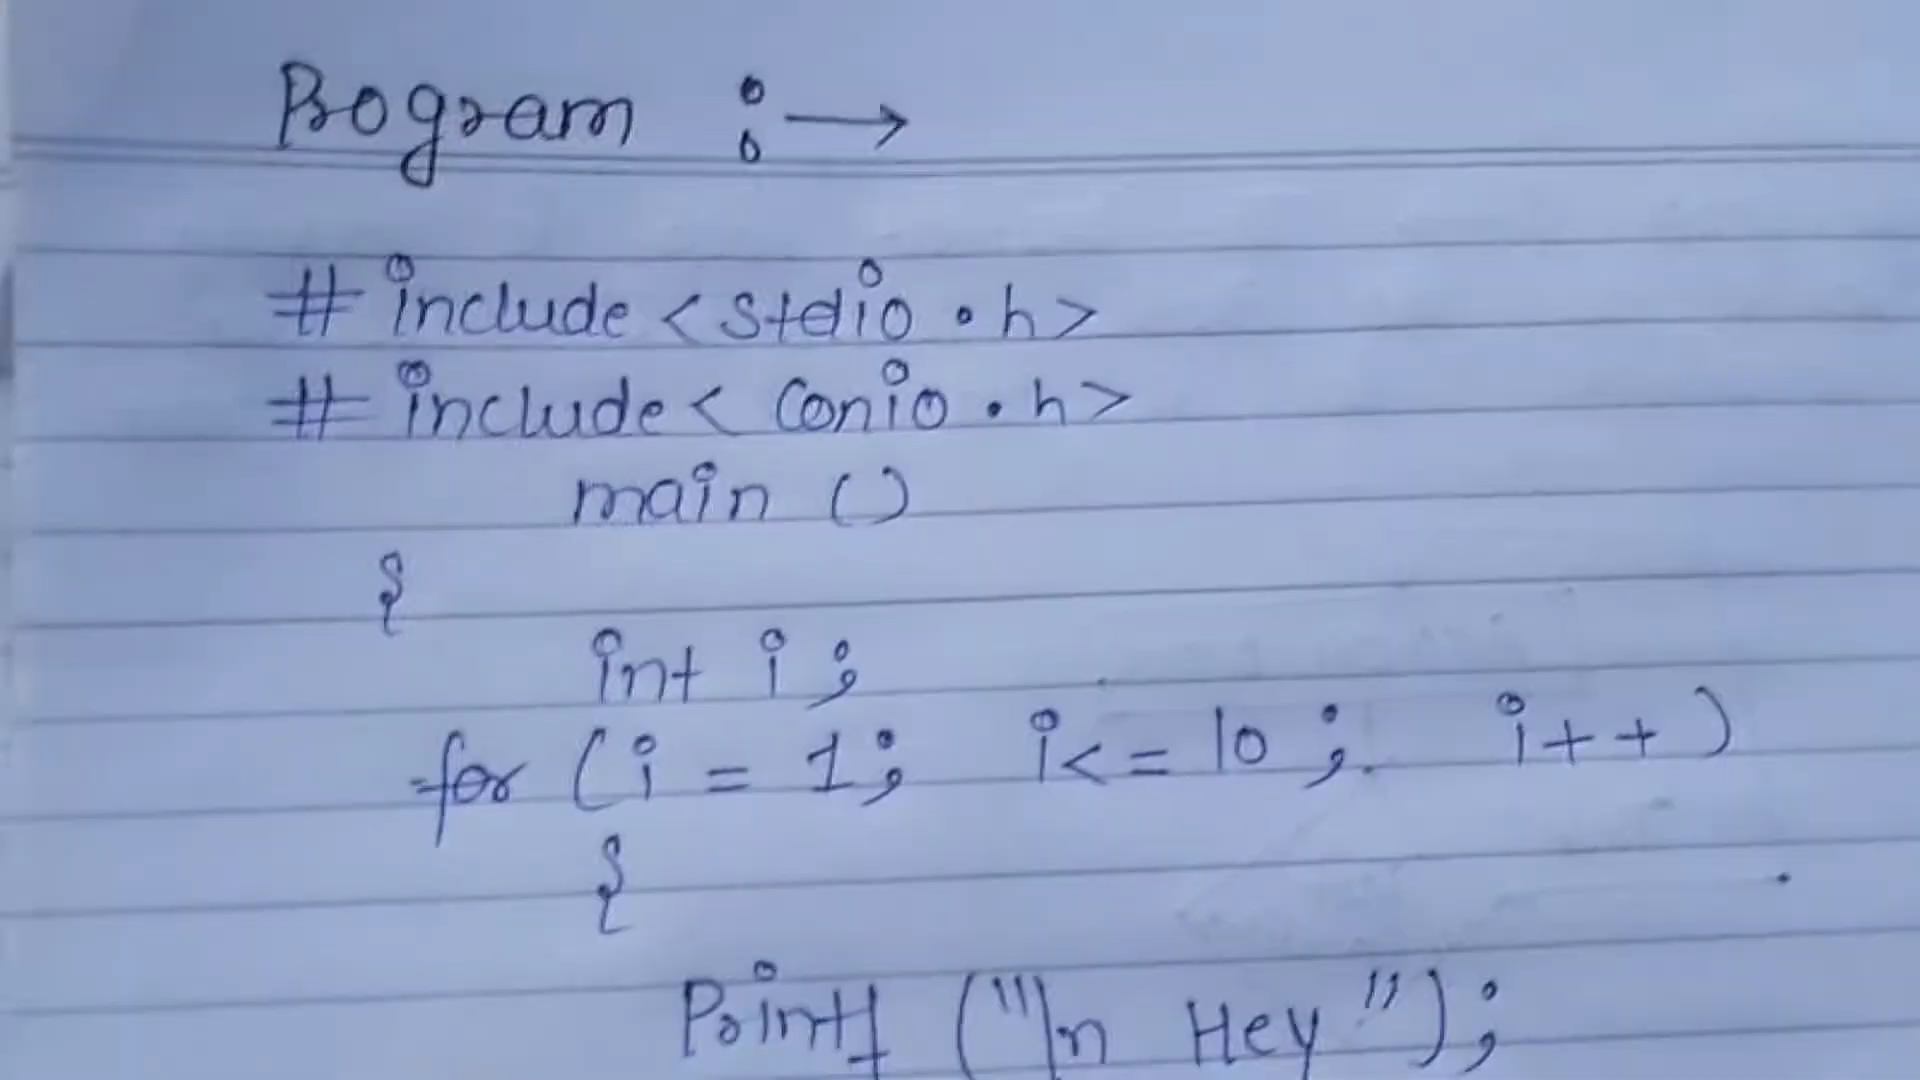 Program :→
# include <stdio.h>
# include < conio.h>
main ()
{
int i ;
for (i = 1; i<= 10 ; i++)
{
Printf ("\n Hey");